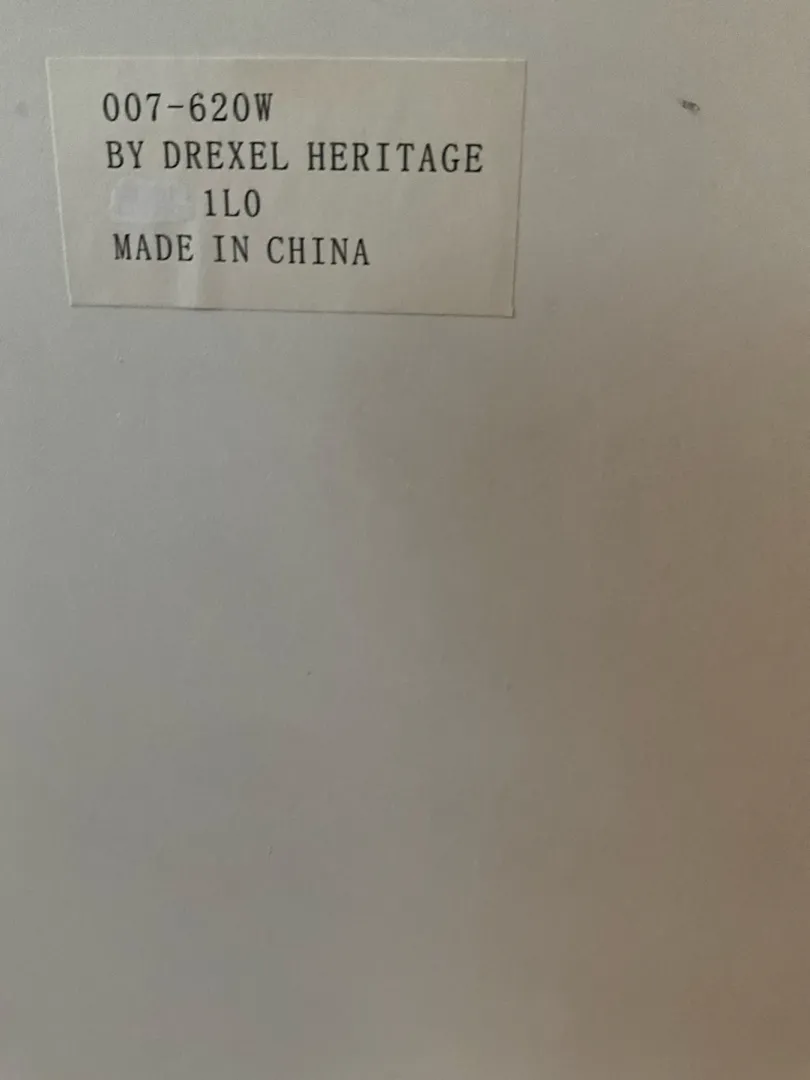 007-620W
BY DREXEL HERITAGE
1L0
MADE IN CHINA